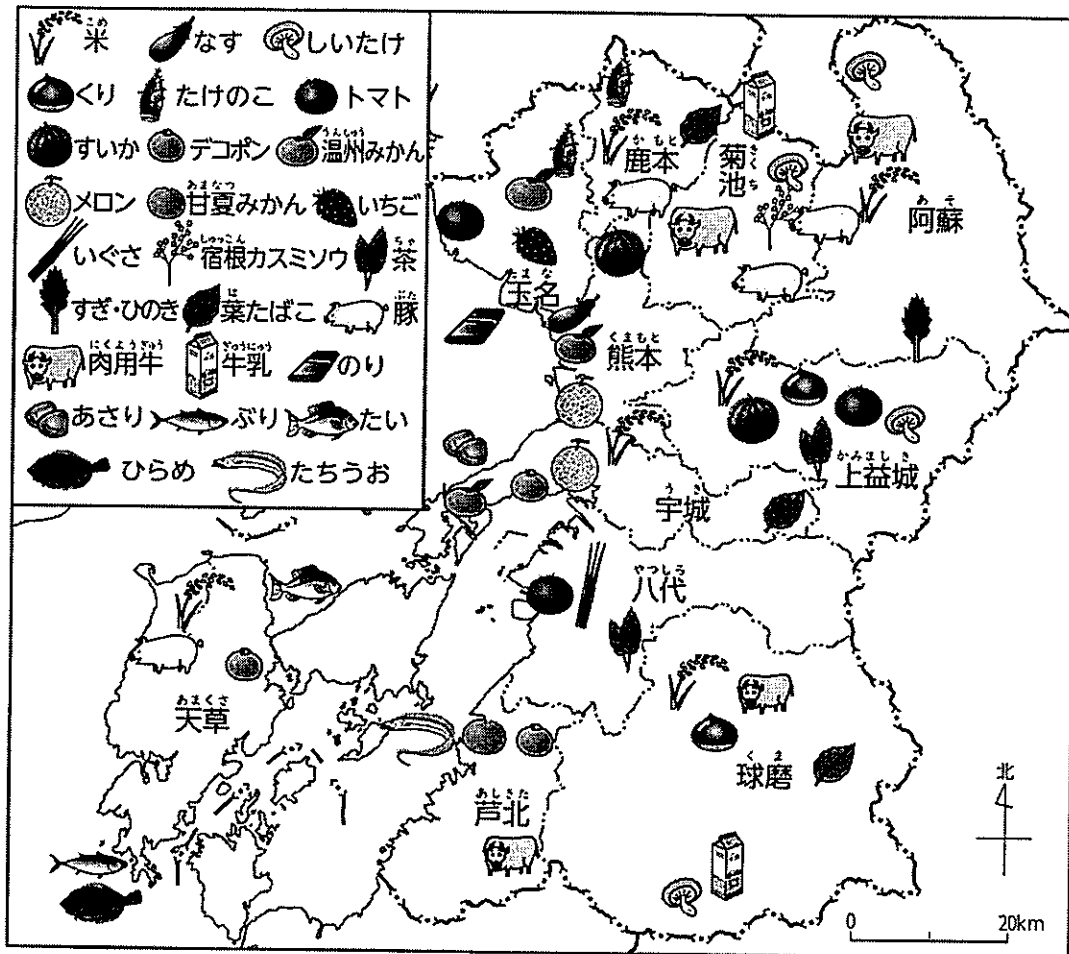 こめ
米 なす しいたけ
くり たけのこ トマト
うんしゅう
すいか デコポン 温州みかん
あまなつ
メロン 甘夏みかん いちご
しゅっこん ちゃ
いぐさ 宿根カスミソウ 茶
は ぶた
すぎ・ひのき 葉たばこ 豚
にくようぎゅう ぎゅうにゅう
肉用牛 牛乳 のり
あさり ぶり たい
ひらめ たちうお
かもと
鹿本
きくち
菊池
あそ
阿蘇
たまな
玉名
くまもと
熊本
かみましき
上益城
うき
宇城
やつしろ
八代
あまくさ
天草
くま
球磨
あしきた
芦北
北
0 20km